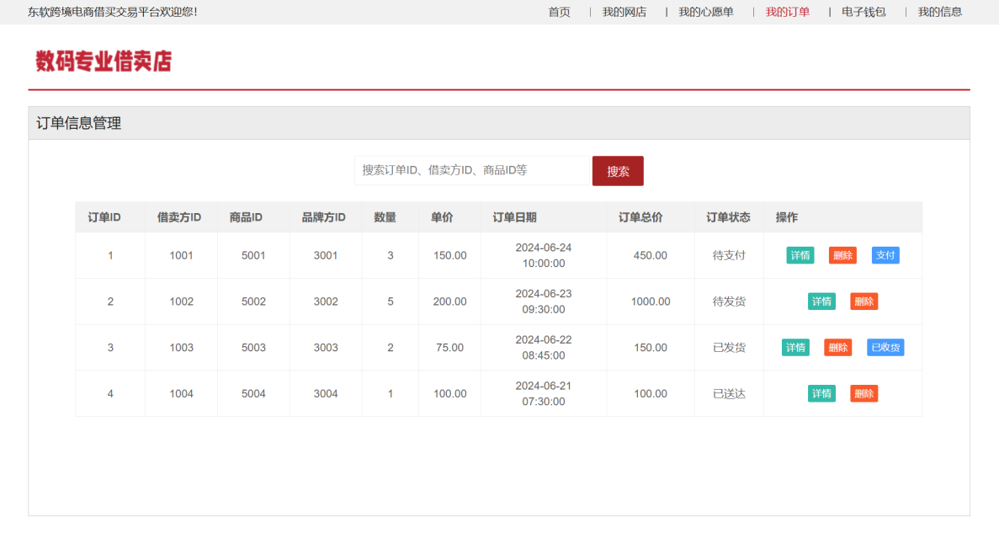 东软跨境电商借买交易平台欢迎您！
首页 | 我的网店 | 我的心愿单 | 我的订单 | 电子钱包 | 我的信息
数码专业借卖店
订单信息管理
搜索订单ID、借卖方ID、商品ID等 搜索
订单ID 借卖方ID 商品ID 品牌方ID 数量 单价 订单日期 订单总价 订单状态 操作
1 1001 5001 3001 3 150.00 2024-06-24 10:00:00 450.00 待支付 详情 删除 支付
2 1002 5002 3002 5 200.00 2024-06-23 09:30:00 1000.00 待发货 详情 删除
3 1003 5003 3003 2 75.00 2024-06-22 08:45:00 150.00 已发货 详情 删除 已收货
4 1004 5004 3004 1 100.00 2024-06-21 07:30:00 100.00 已送达 详情 删除